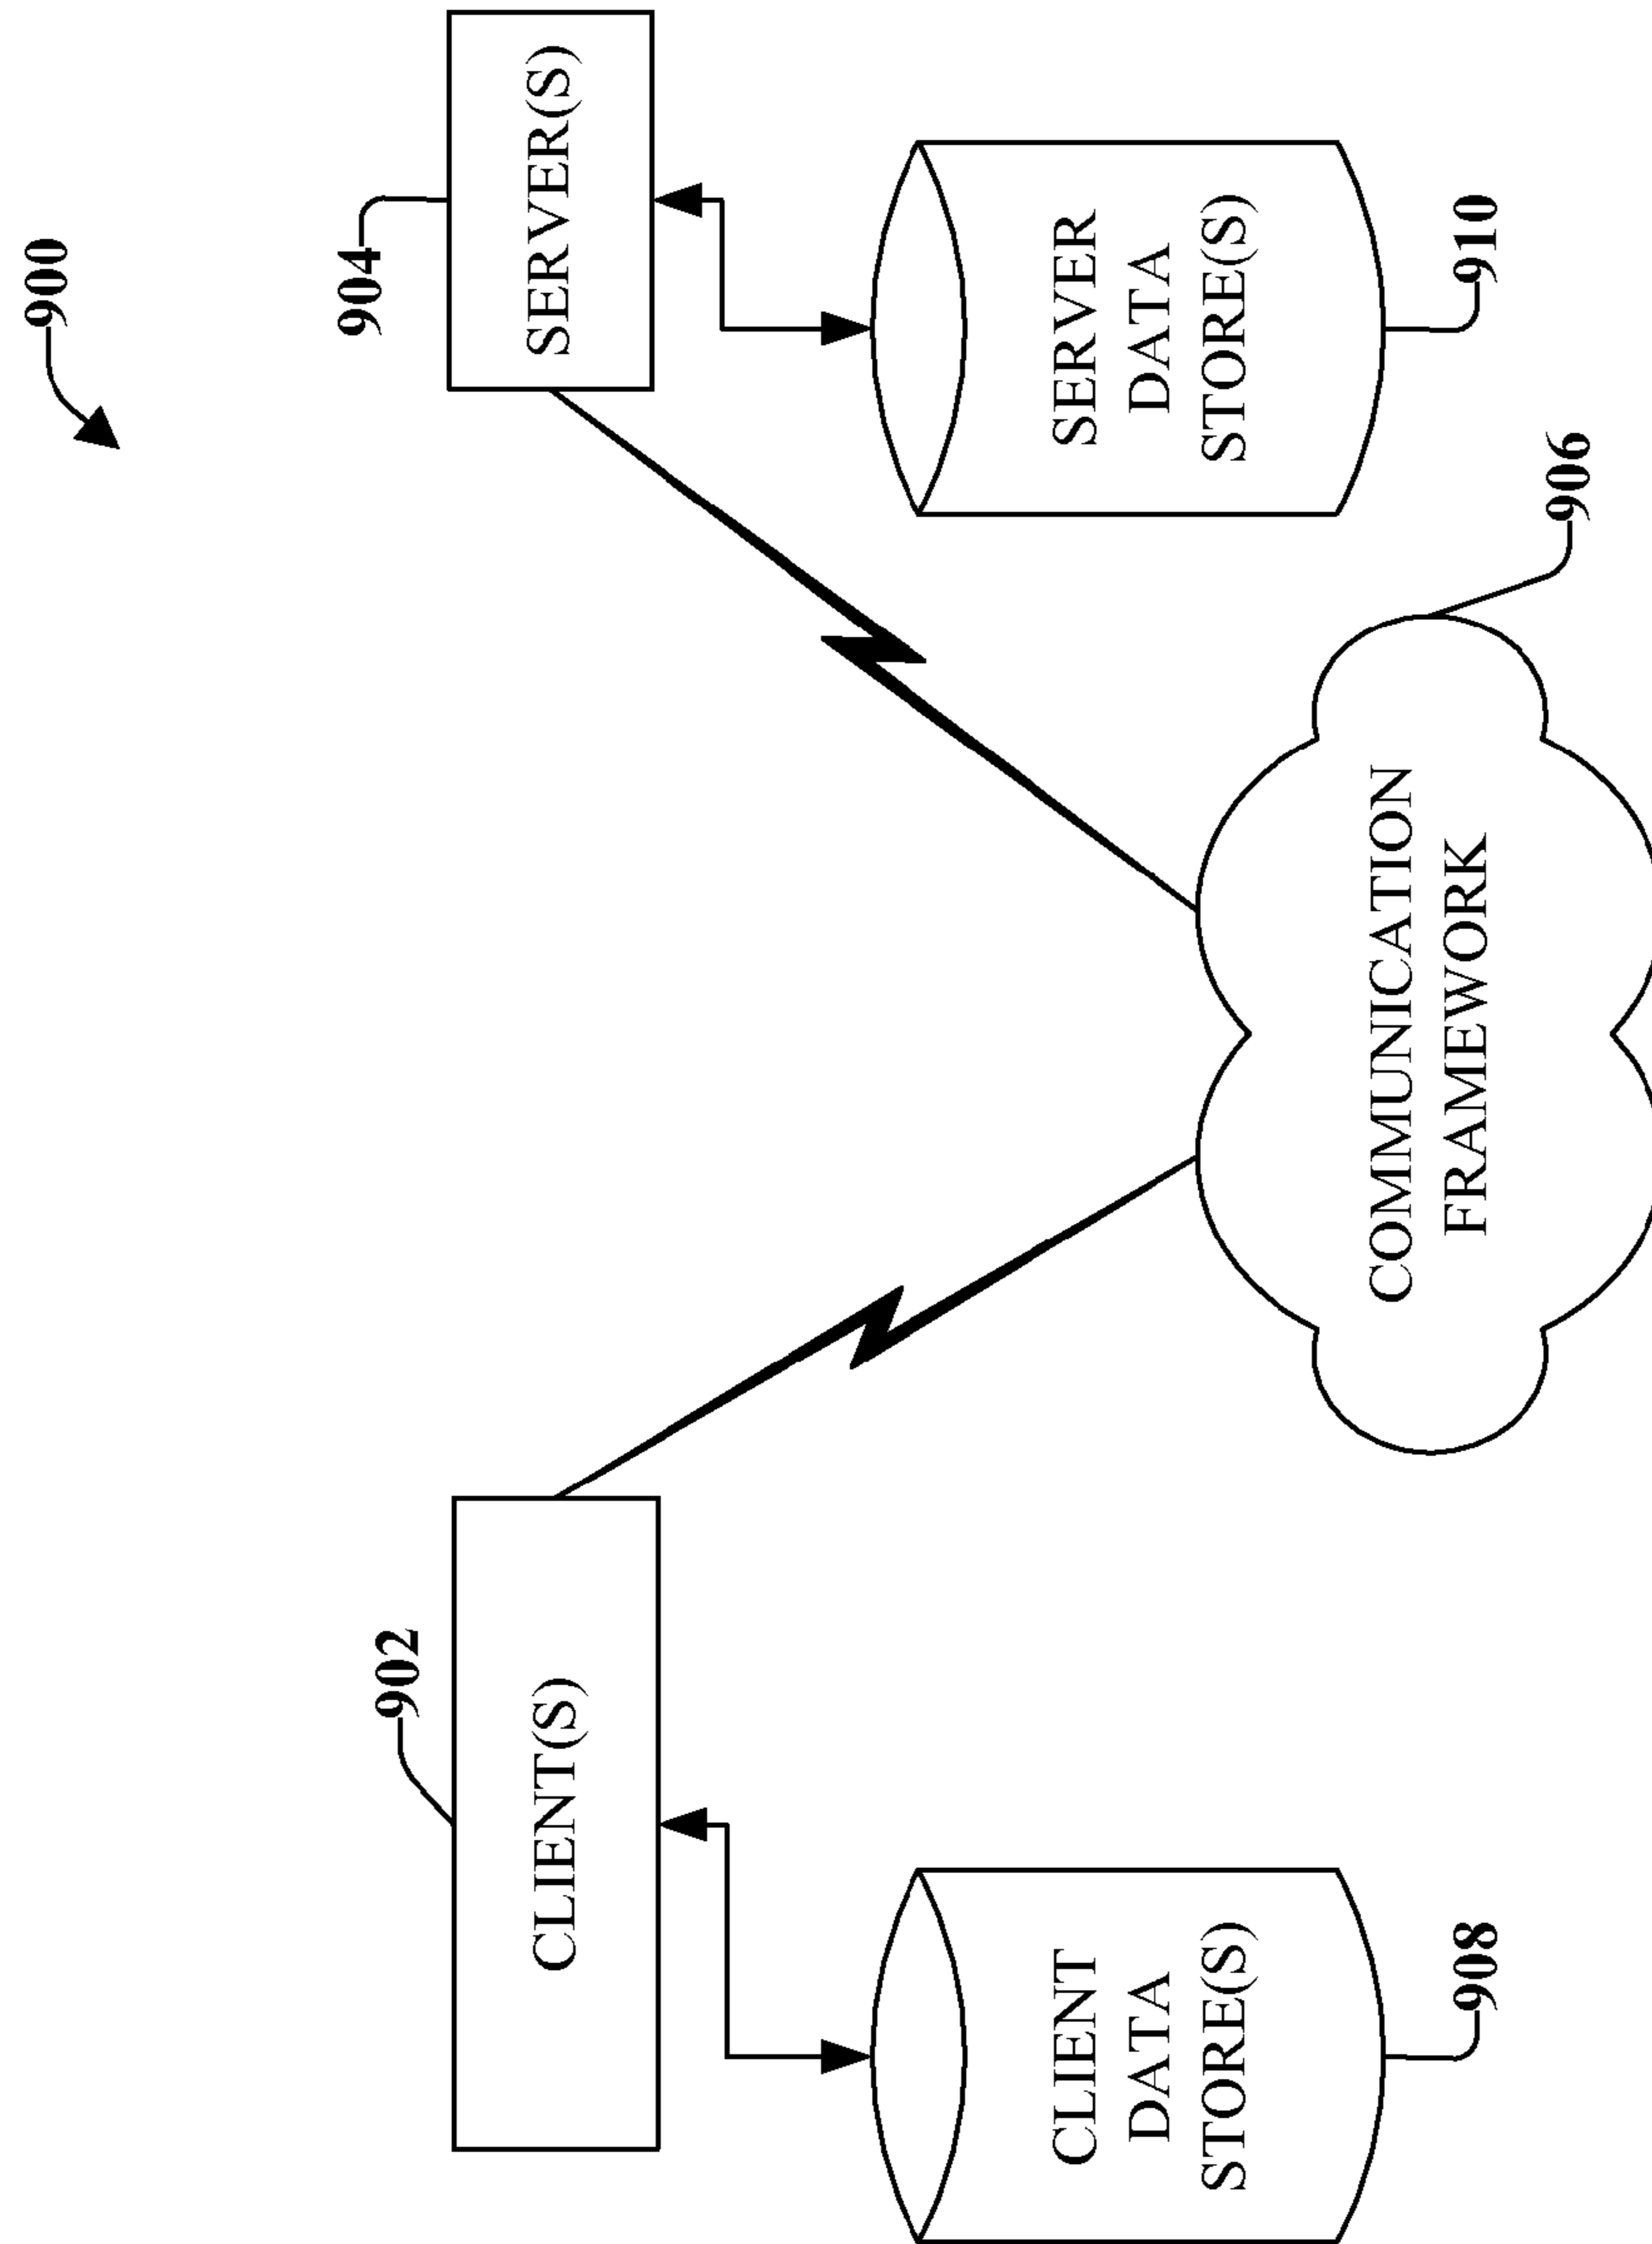 900
902
904
CLIENT(S)
SERVER(S)
CLIENT
DATA
STORE(S)
SERVER
DATA
STORE(S)
COMMUNICATION
FRAMEWORK
908
910
906